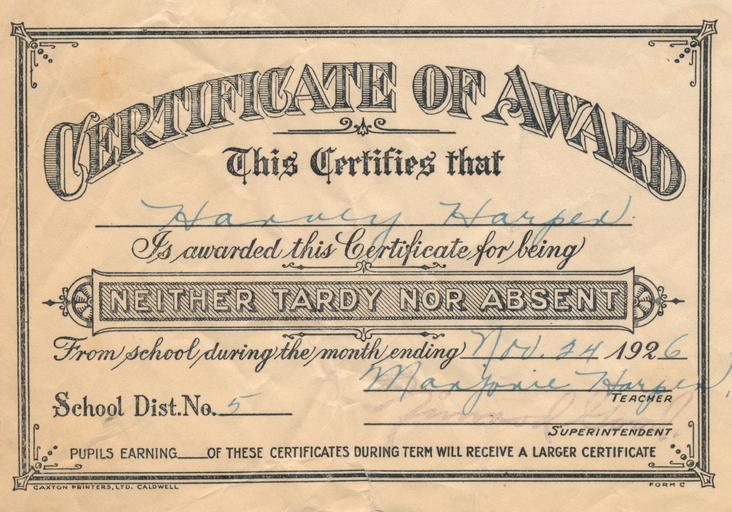 CERTIFICATE OF AWARD
This Certifies that
Harvey Harper
Is awarded this Certificate for being
NEITHER TARDY NOR ABSENT
From school during the month ending Nov. 24 1926
Marjorie Harper
TEACHER
School Dist. No. 5
SUPERINTENDENT
PUPILS EARNING____OF THESE CERTIFICATES DURING TERM WILL RECEIVE A LARGER CERTIFICATE
CAXTON PRINTERS, LTD. CALDWELL FORM C